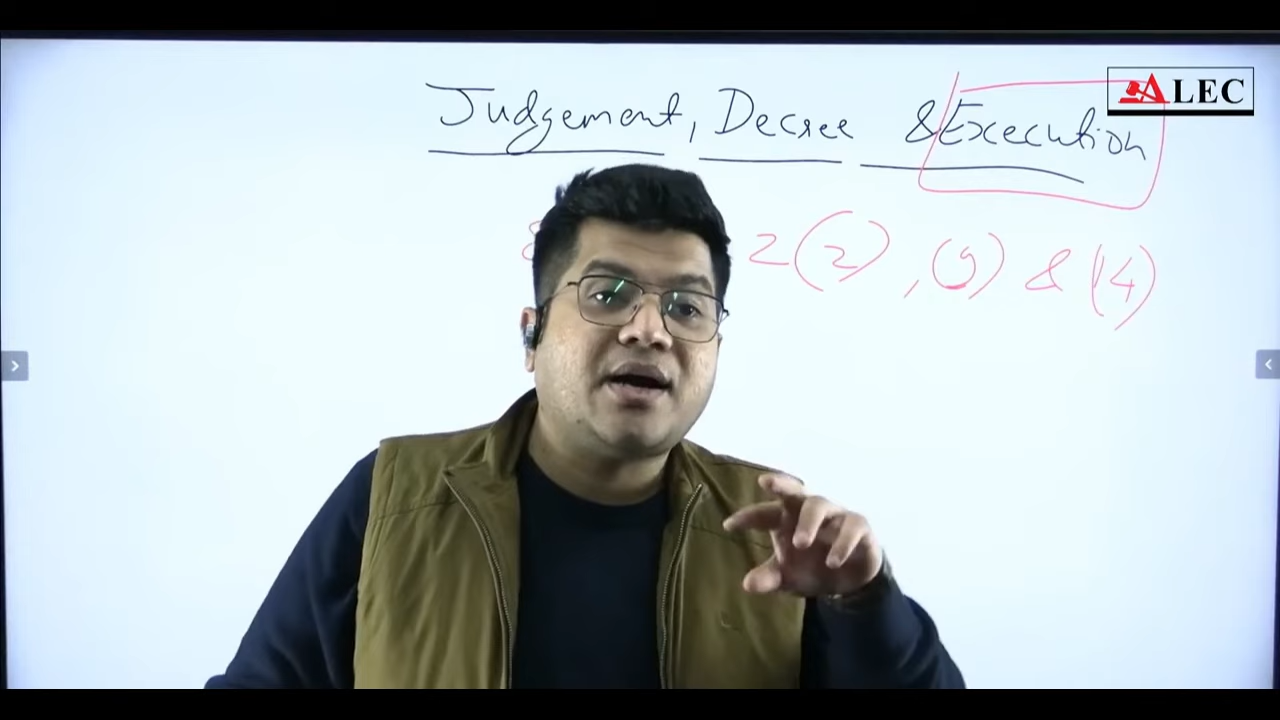 ALEC
Judgement, Decree & Execution
2(2), (9) & (14)